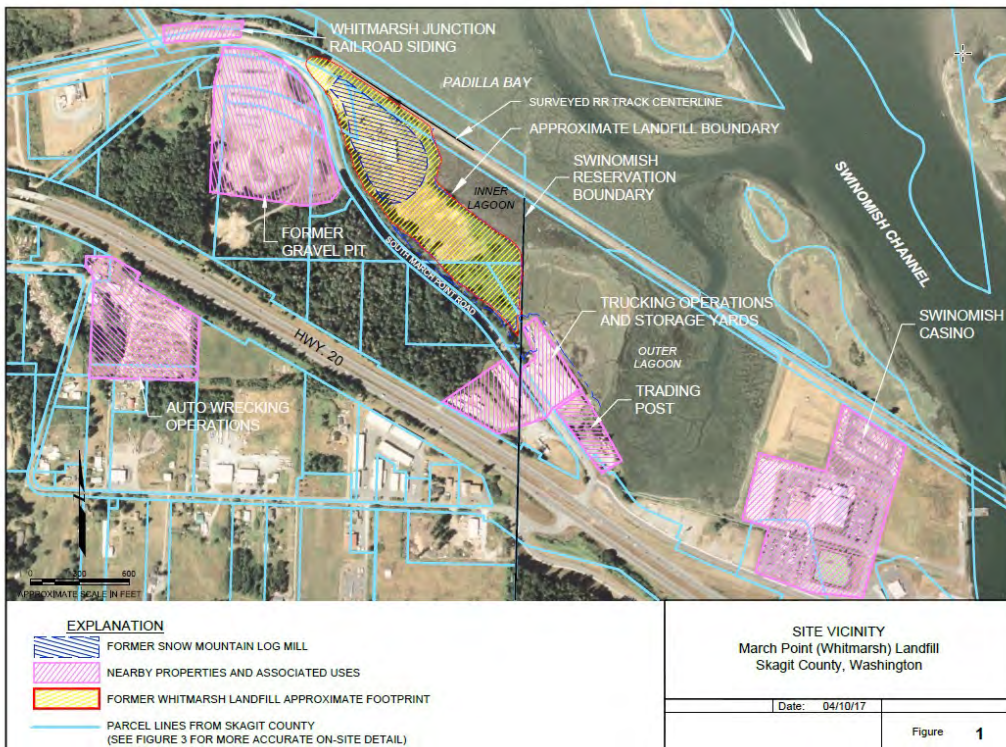 WHITMARSH JUNCTION
RAILROAD SIDING
PADILLA BAY
SURVEYED RR TRACK CENTERLINE
APPROXIMATE LANDFILL BOUNDARY
SWINOMISH
RESERVATION
BOUNDARY
INNER
LAGOON
SWINOMISH CHANNEL
FORMER
GRAVEL PIT
SOUTH MARCH POINT ROAD
HWY. 20
TRUCKING OPERATIONS
AND STORAGE YARDS
SWINOMISH
CASINO
OUTER
LAGOON
TRADING
POST
AUTO WRECKING
OPERATIONS
0 300 600
APPROXIMATE SCALE IN FEET
EXPLANATION
FORMER SNOW MOUNTAIN LOG MILL
NEARBY PROPERTIES AND ASSOCIATED USES
FORMER WHITMARSH LANDFILL APPROXIMATE FOOTPRINT
PARCEL LINES FROM SKAGIT COUNTY
(SEE FIGURE 3 FOR MORE ACCURATE ON-SITE DETAIL)
SITE VICINITY
March Point (Whitmarsh) Landfill
Skagit County, Washington
Date: 04/10/17
Figure 1